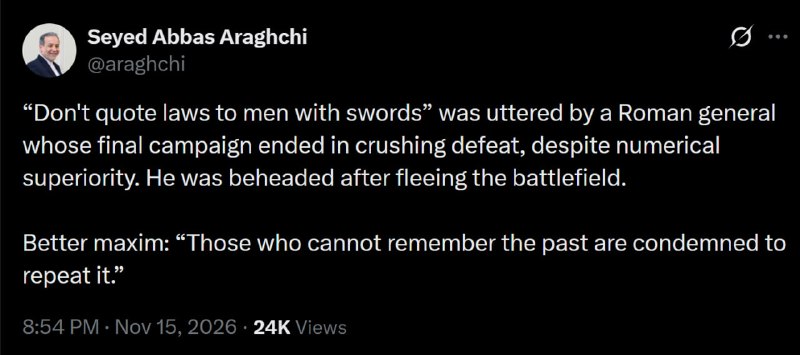 Seyed Abbas Araghchi
@araghchi
“Don't quote laws to men with swords” was uttered by a Roman general
whose final campaign ended in crushing defeat, despite numerical
superiority. He was beheaded after fleeing the battlefield.
Better maxim: “Those who cannot remember the past are condemned to
repeat it.”
8:54 PM · Nov 15, 2026 · 24K Views